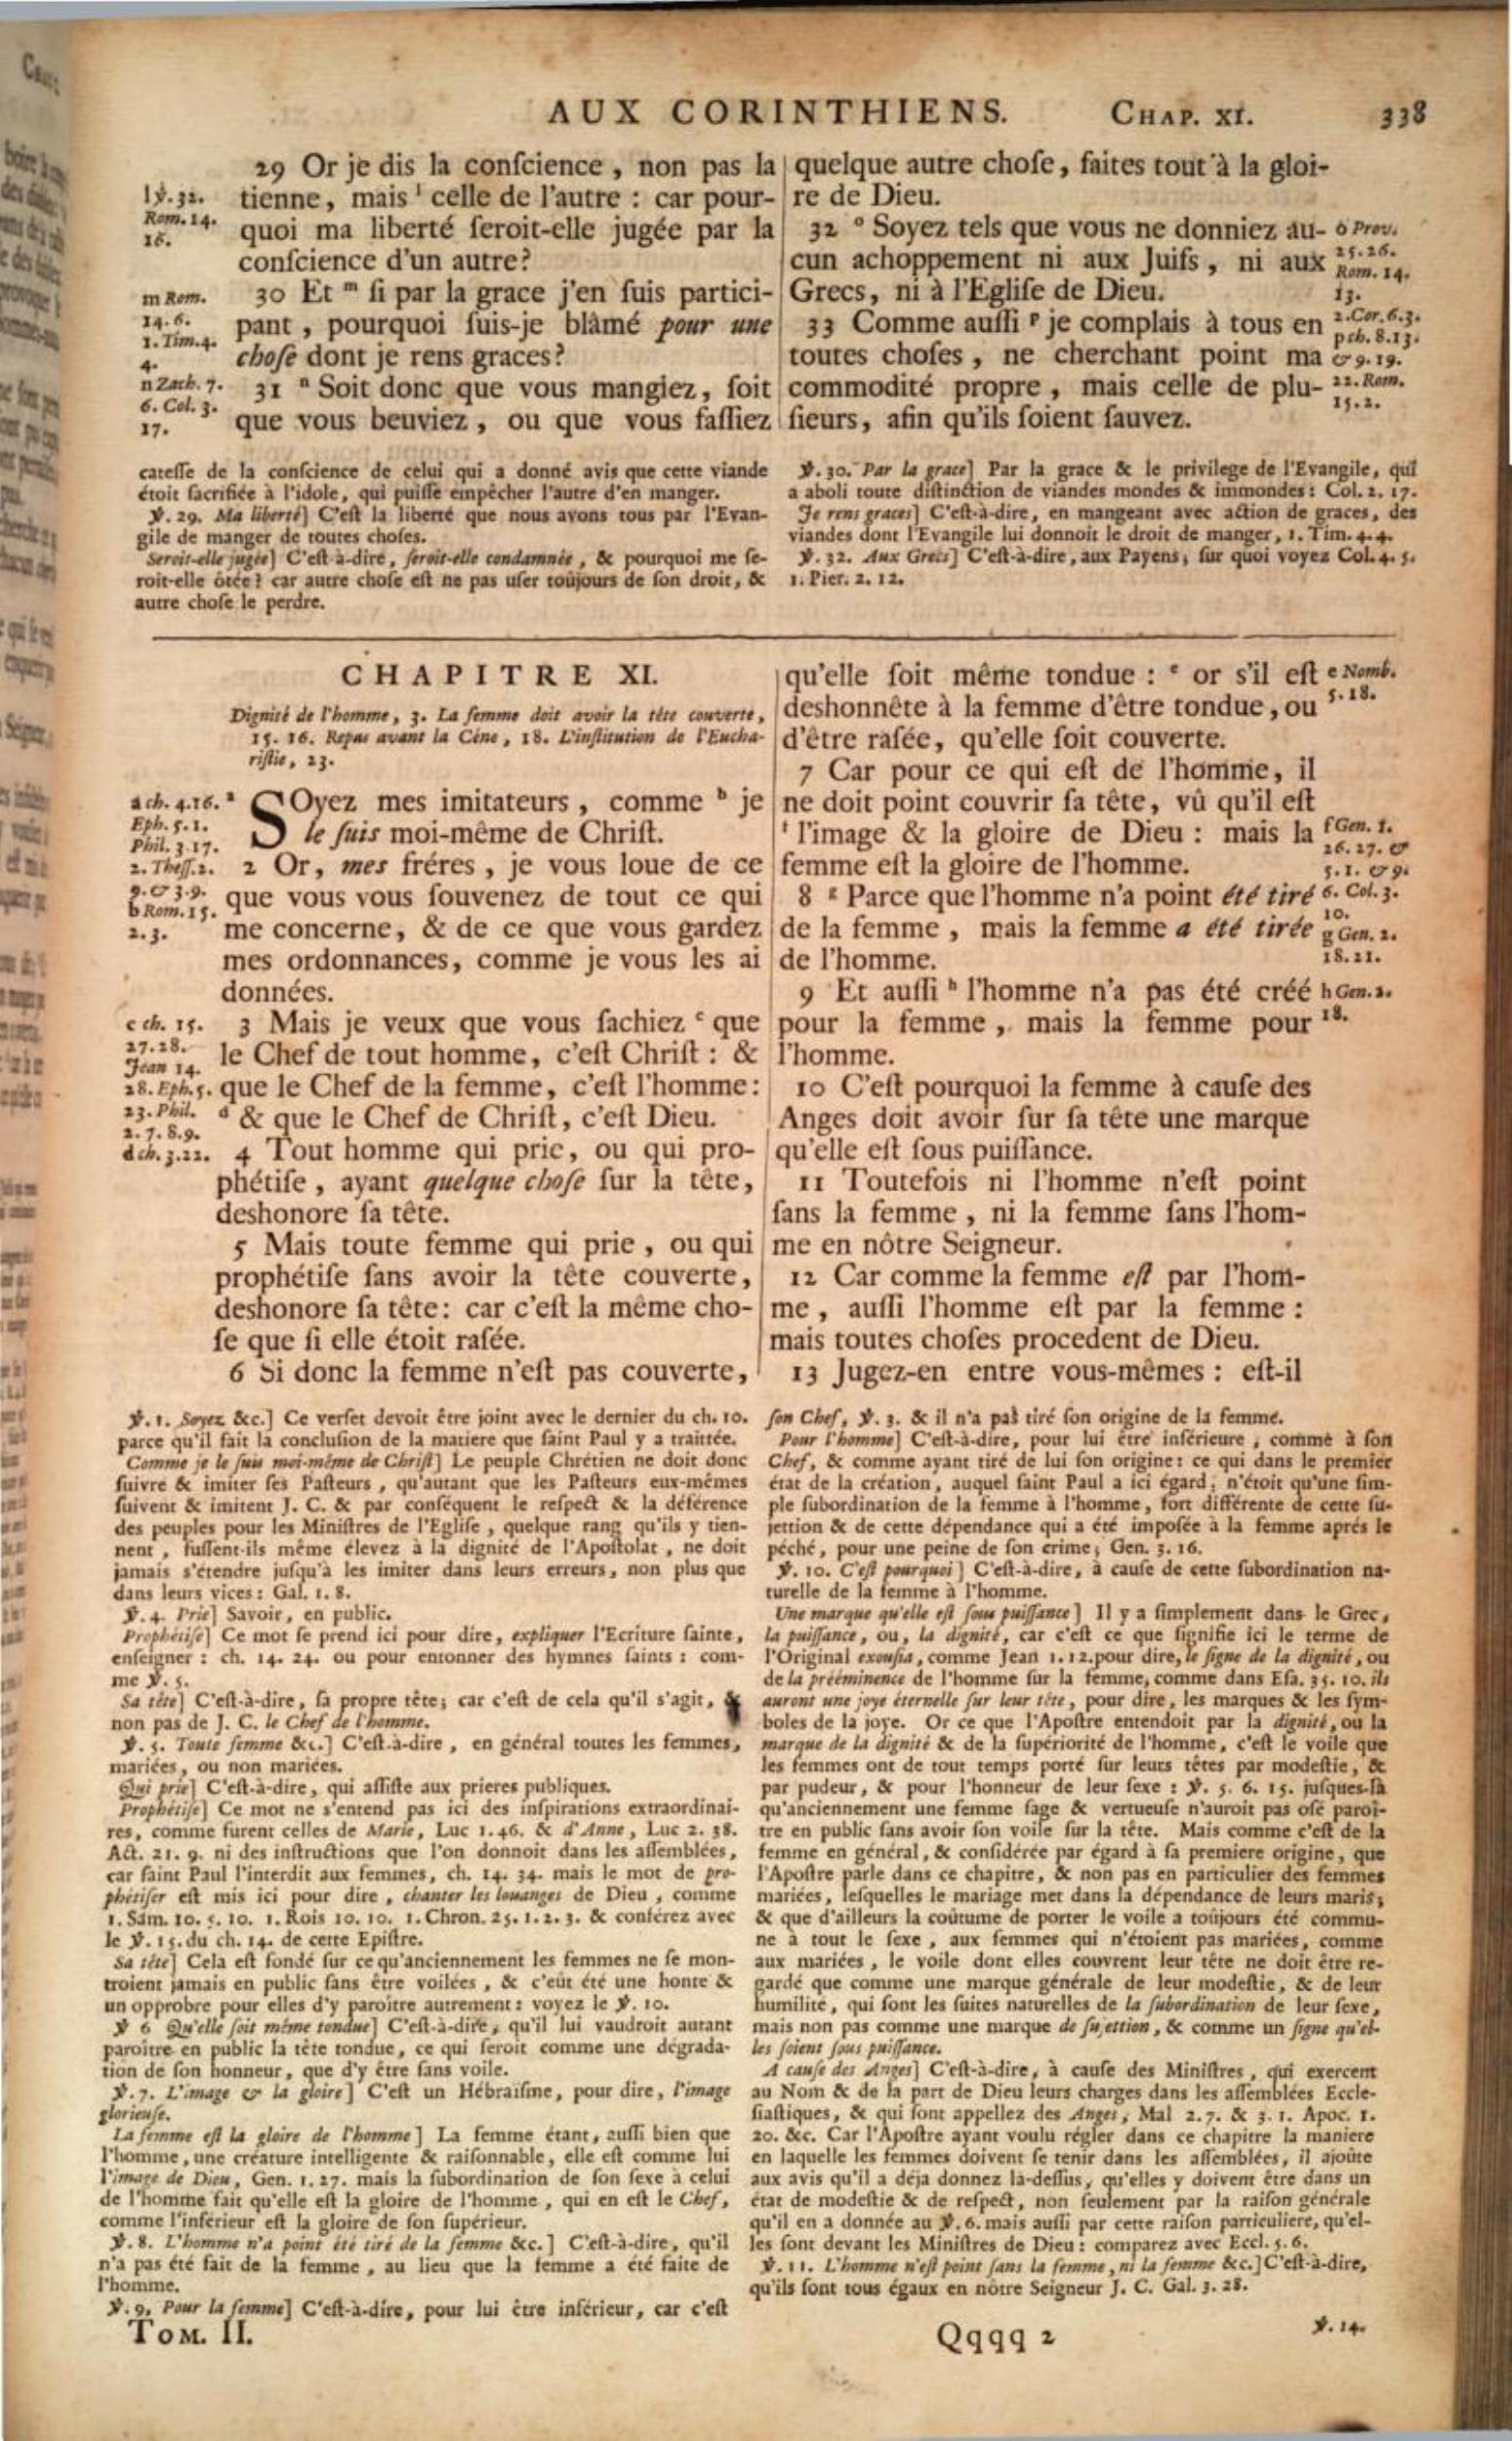 AUX CORINTHIENS. CHAP. XI. 338
29 Or je dis la conſcience, non pas la
tienne, mais ˡ celle de l'autre : car pour-
quoi ma liberté ſeroit-elle jugée par la
conſcience d'un autre?
30 Et ᵐ ſi par la grace j'en ſuis partici-
pant, pourquoi ſuis-je blâmé pour une
choſe dont je rens graces?
31 ⁿ Soit donc que vous mangiez, ſoit
que vous beuviez, ou que vous faſſiez
l ℣. 32.
Rom. 14.
16.
m Rom.
14. 6.
1. Tim. 4.
4.
n Zach. 7.
6. Col. 3.
17.
quelque autre choſe, faites tout à la gloi-
re de Dieu.
32 ᵒ Soyez tels que vous ne donniez au-
cun achoppement ni aux Juifs, ni aux
Grecs, ni à l'Egliſe de Dieu.
33 Comme auſſi ᵖ je complais à tous en
toutes choſes, ne cherchant point ma
commodité propre, mais celle de plu-
ſieurs, afin qu'ils ſoient ſauvez.
o Prov.
25. 26.
Rom. 14.
13.
2. Cor. 6. 3.
p ch. 8. 13.
& 9. 19.
22. Rom.
15. 2.
cateſſe de la conſcience de celui qui a donné avis que cette viande
étoit ſacrifiée à l'idole, qui puiſſe empêcher l'autre d'en manger.
℣. 29. Ma liberté] C'eſt la liberté que nous avons tous par l'Evan-
gile de manger de toutes choſes.
Seroit-elle jugée] C'eſt-à-dire, ſeroit-elle condamnée, & pourquoi me ſe-
roit-elle ôtée? car autre choſe eſt ne pas uſer toûjours de ſon droit, &
autre choſe le perdre.
℣. 30. Par la grace] Par la grace & le privilege de l'Evangile, qui
a aboli toute diſtinction de viandes mondes & immondes : Col. 2. 17.
Je rens graces] C'eſt-à-dire, en mangeant avec action de graces, des
viandes dont l'Evangile lui donnoit le droit de manger, 1. Tim. 4. 4.
℣. 32. Aux Grecs] C'eſt-à-dire, aux Payens; ſur quoi voyez Col. 4. 5.
1. Pier. 2. 12.
CHAPITRE XI.
Dignité de l'homme, 3. La femme doit avoir la tête couverte,
15. 16. Repas avant la Céne, 18. L'inſtitution de l'Eucha-
riſtie, 23.
ᵃ SOyez mes imitateurs, comme ᵇ je
le ſuis moi-même de Chriſt.
2 Or, mes fréres, je vous loue de ce
que vous vous ſouvenez de tout ce qui
me concerne, & de ce que vous gardez
mes ordonnances, comme je vous les ai
données.
3 Mais je veux que vous ſachiez ᶜ que
le Chef de tout homme, c'eſt Chriſt : &
que le Chef de la femme, c'eſt l'homme :
ᵈ & que le Chef de Chriſt, c'eſt Dieu.
4 Tout homme qui prie, ou qui pro-
phétiſe, ayant quelque choſe ſur la tête,
deshonore ſa tête.
5 Mais toute femme qui prie, ou qui
prophétiſe ſans avoir la tête couverte,
deshonore ſa tête : car c'eſt la même cho-
ſe que ſi elle étoit raſée.
6 Si donc la femme n'eſt pas couverte,
a ch. 4. 16.
Eph. 5. 1.
Phil. 3. 17.
2. Theſſ. 2.
9. & 3. 9.
b Rom. 15.
2. 3.
c ch. 15.
27. 28.
Jean 14.
28. Eph. 5.
23. Phil.
2. 7. 8. 9.
d ch. 3. 22.
qu'elle ſoit même tondue : ᵉ or s'il eſt
deshonnête à la femme d'être tondue, ou
d'être raſée, qu'elle ſoit couverte.
7 Car pour ce qui eſt de l'homme, il
ne doit point couvrir ſa tête, vû qu'il eſt
ᶠ l'image & la gloire de Dieu : mais la
femme eſt la gloire de l'homme.
8 ᵍ Parce que l'homme n'a point été tiré
de la femme, mais la femme a été tirée
de l'homme.
9 Et auſſi ʰ l'homme n'a pas été créé
pour la femme, mais la femme pour
l'homme.
10 C'eſt pourquoi la femme à cauſe des
Anges doit avoir ſur ſa tête une marque
qu'elle eſt ſous puiſſance.
11 Toutefois ni l'homme n'eſt point
ſans la femme, ni la femme ſans l'hom-
me en nôtre Seigneur.
12 Car comme la femme eſt par l'hom-
me, auſſi l'homme eſt par la femme :
mais toutes choſes procedent de Dieu.
13 Jugez-en entre vous-mêmes : eſt-il
e Nomb.
5. 18.
f Gen. 1.
26. 27. &
5. 1. & 9.
6. Col. 3.
10.
g Gen. 2.
18. 21.
h Gen. 2.
18.
℣. 1. Soyez &c.] Ce verſet devoit être joint avec le dernier du ch. 10.
parce qu'il fait la concluſion de la matiere que ſaint Paul y a traittée.
Comme je le ſuis moi-même de Chriſt] Le peuple Chrétien ne doit donc
ſuivre & imiter ſes Paſteurs, qu'autant que les Paſteurs eux-mêmes
ſuivent & imitent J. C. & par conſéquent le reſpect & la déférence
des peuples pour les Miniſtres de l'Egliſe, quelque rang qu'ils y tien-
nent, fuſſent-ils même élevez à la dignité de l'Apoſtolat, ne doit
jamais s'étendre juſqu'à les imiter dans leurs erreurs, non plus que
dans leurs vices : Gal. 1. 8.
℣. 4. Prie] Savoir, en public.
Prophétiſe] Ce mot ſe prend ici pour dire, expliquer l'Ecriture ſainte,
enſeigner : ch. 14. 24. ou pour entonner des hymnes ſaints : com-
me ℣. 5.
Sa tête] C'eſt-à-dire, ſa propre tête; car c'eſt de cela qu'il s'agit, &
non pas de J. C. le Chef de l'homme.
℣. 5. Toute femme &c.] C'eſt-à-dire, en général toutes les femmes,
mariées, ou non mariées.
Qui prie] C'eſt-à-dire, qui aſſiſte aux prieres publiques.
Prophétiſe] Ce mot ne s'entend pas ici des inſpirations extraordinai-
res, comme furent celles de Marie, Luc 1. 46. & d'Anne, Luc 2. 38.
Act. 21. 9. ni des inſtructions que l'on donnoit dans les aſſemblées,
car ſaint Paul l'interdit aux femmes, ch. 14. 34. mais le mot de pro-
phétiſer eſt mis ici pour dire, chanter les louanges de Dieu, comme
1. Sam. 10. 5. 10. 1. Rois 10. 10. 1. Chron. 25. 1. 2. 3. & conférez avec
le ℣. 15. du ch. 14. de cette Epiſtre.
Sa tête] Cela eſt fondé ſur ce qu'anciennement les femmes ne ſe mon-
troient jamais en public ſans être voilées, & c'eût été une honte &
un opprobre pour elles d'y paroître autrement : voyez le ℣. 10.
℣ 6 Qu'elle ſoit même tondue] C'eſt-à-dire, qu'il lui vaudroit autant
paroître en public la tête tondue, ce qui ſeroit comme une dégrada-
tion de ſon honneur, que d'y être ſans voile.
℣. 7. L'image & la gloire] C'eſt un Hébraïſme, pour dire, l'image
glorieuſe.
La femme eſt la gloire de l'homme] La femme étant, auſſi bien que
l'homme, une créature intelligente & raiſonnable, elle eſt comme lui
l'image de Dieu, Gen. 1. 27. mais la ſubordination de ſon ſexe à celui
de l'homme fait qu'elle eſt la gloire de l'homme, qui en eſt le Chef,
comme l'inférieur eſt la gloire de ſon ſupérieur.
℣. 8. L'homme n'a point été tiré de la femme &c.] C'eſt-à-dire, qu'il
n'a pas été fait de la femme, au lieu que la femme a été faite de
l'homme.
℣. 9. Pour la femme] C'eſt-à-dire, pour lui être inférieur, car c'eſt
ſon Chef, ℣. 3. & il n'a pas tiré ſon origine de la femme.
Pour l'homme] C'eſt-à-dire, pour lui être inférieure, comme à ſon
Chef, & comme ayant tiré de lui ſon origine : ce qui dans le premier
état de la création, auquel ſaint Paul a ici égard, n'étoit qu'une ſim-
ple ſubordination de la femme à l'homme, fort différente de cette ſu-
jettion & de cette dépendance qui a été impoſée à la femme aprés le
péché, pour une peine de ſon crime; Gen. 3. 16.
℣. 10. C'eſt pourquoi] C'eſt-à-dire, à cauſe de cette ſubordination na-
turelle de la femme à l'homme.
Une marque qu'elle eſt ſous puiſſance] Il y a ſimplement dans le Grec,
la puiſſance, ou, la dignité, car c'eſt ce que ſignifie ici le terme de
l'Original exouſia, comme Jean 1. 12. pour dire, le ſigne de la dignité, ou
de la prééminence de l'homme ſur la femme, comme dans Eſa. 35. 10. ils
auront une joye éternelle ſur leur tête, pour dire, les marques & les ſym-
boles de la joye. Or ce que l'Apoſtre entendoit par la dignité, ou la
marque de la dignité & de la ſupériorité de l'homme, c'eſt le voile que
les femmes ont de tout temps porté ſur leurs têtes par modeſtie, &
par pudeur, & pour l'honneur de leur ſexe : ℣. 5. 6. 15. juſques-là
qu'anciennement une femme ſage & vertueuſe n'auroit pas oſé paroî-
tre en public ſans avoir ſon voile ſur la tête. Mais comme c'eſt de la
femme en général, & conſidérée par égard à ſa premiere origine, que
l'Apoſtre parle dans ce chapitre, & non pas en particulier des femmes
mariées, leſquelles le mariage met dans la dépendance de leurs maris;
& que d'ailleurs la coûtume de porter le voile a toûjours été commu-
ne à tout le ſexe, aux femmes qui n'étoient pas mariées, comme
aux mariées, le voile dont elles couvrent leur tête ne doit être re-
gardé que comme une marque générale de leur modeſtie, & de leur
humilité, qui ſont les ſuites naturelles de la ſubordination de leur ſexe,
mais non pas comme une marque de ſujettion, & comme un ſigne qu'el-
les ſoient ſous puiſſance.
A cauſe des Anges] C'eſt-à-dire, à cauſe des Miniſtres, qui exercent
au Nom & de la part de Dieu leurs charges dans les aſſemblées Eccle-
ſiaſtiques, & qui ſont appellez des Anges, Mal 2. 7. & 3. 1. Apoc. 1.
20. &c. Car l'Apoſtre ayant voulu régler dans ce chapitre la maniere
en laquelle les femmes doivent ſe tenir dans les aſſemblées, il ajoûte
aux avis qu'il a déja donnez là-deſſus, qu'elles y doivent être dans un
état de modeſtie & de reſpect, non ſeulement par la raiſon générale
qu'il en a donnée au ℣. 6. mais auſſi par cette raiſon particuliere, qu'el-
les ſont devant les Miniſtres de Dieu : comparez avec Eccl. 5. 6.
℣. 11. L'homme n'eſt point ſans la femme, ni la femme &c.] C'eſt-à-dire,
qu'ils ſont tous égaux en nôtre Seigneur J. C. Gal. 3. 28.
TOM. II. Qqqq 2 ℣. 14.